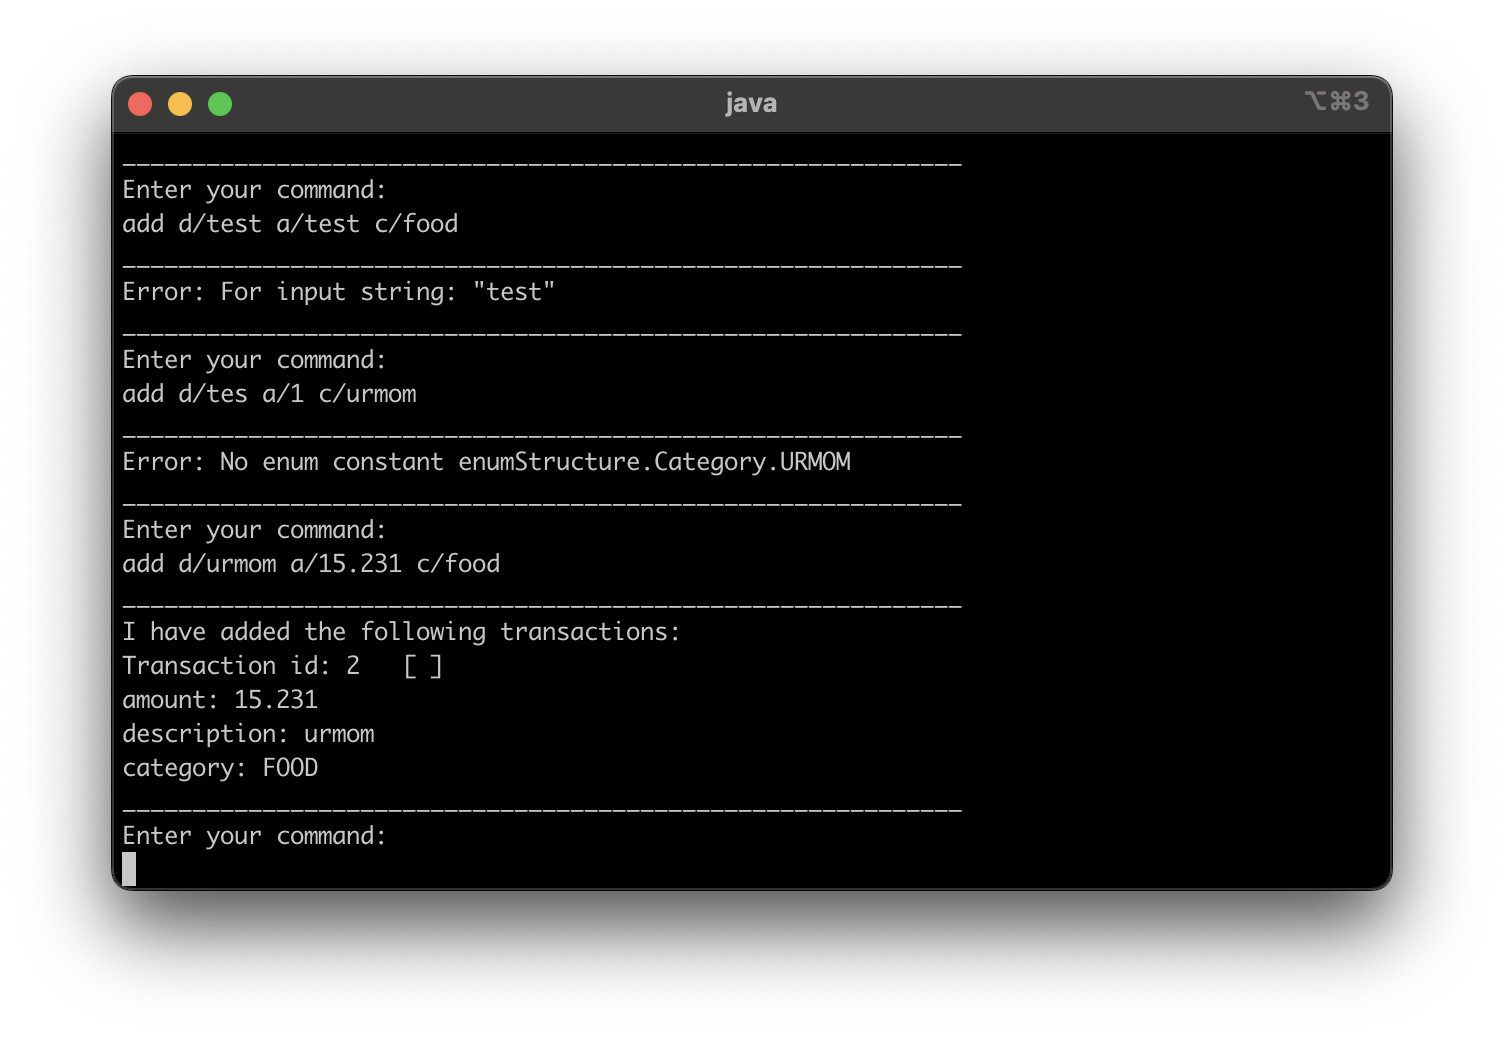 java
⌥⌘3
____________________________________________________________
Enter your command:
add d/test a/test c/food
____________________________________________________________
Error: For input string: "test"
____________________________________________________________
Enter your command:
add d/tes a/1 c/urmom
____________________________________________________________
Error: No enum constant enumStructure.Category.URMOM
____________________________________________________________
Enter your command:
add d/urmom a/15.231 c/food
____________________________________________________________
I have added the following transactions:
Transaction id: 2   [ ]
amount: 15.231
description: urmom
category: FOOD
____________________________________________________________
Enter your command: